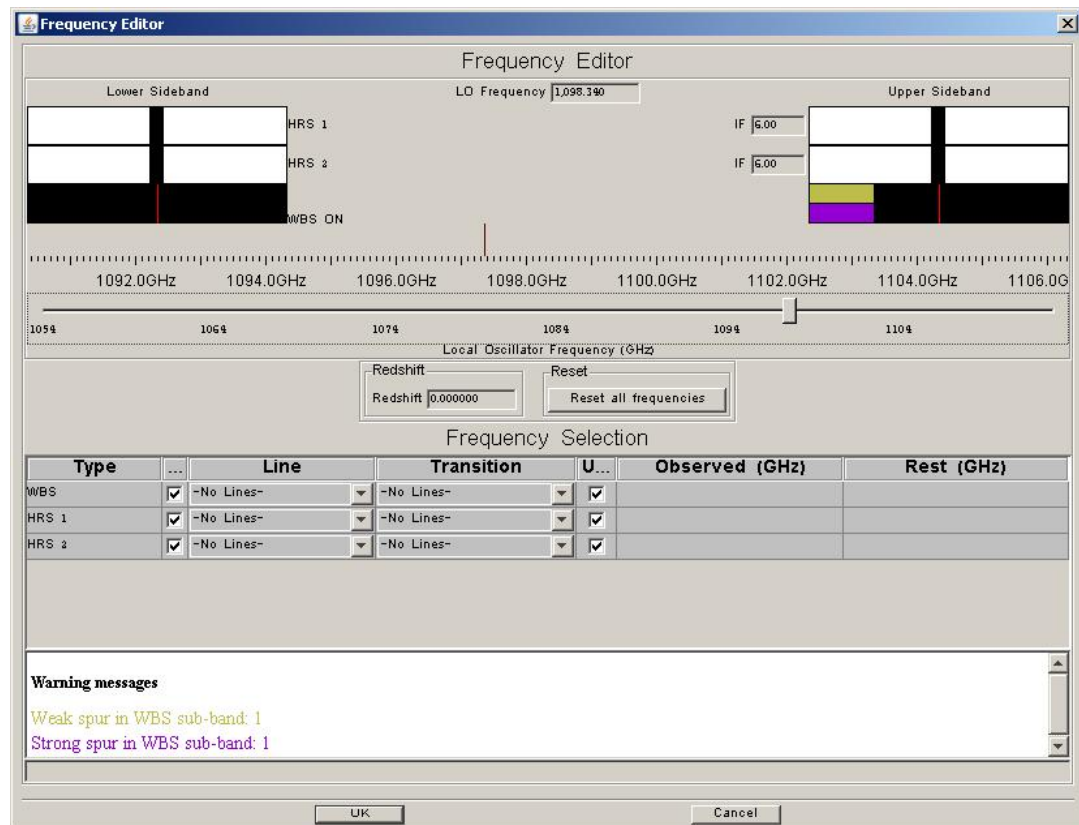 Frequency Editor
Frequency Editor
Lower Sideband
LO Frequency 1,098.340
Upper Sideband
HRS 1
IF 6.00
HRS 2
IF 6.00
WBS ON
1092.0GHz 1094.0GHz 1096.0GHz 1098.0GHz 1100.0GHz 1102.0GHz 1104.0GHz 1106.0G
1054 1064 1074 1084 1094 1104
Local Oscillator Frequency (GHz)
Redshift
Reset
Redshift 0.000000
Reset all frequencies
Frequency Selection
Type ... Line Transition U... Observed (GHz) Rest (GHz)
WBS -No Lines- -No Lines-
HRS 1 -No Lines- -No Lines-
HRS 2 -No Lines- -No Lines-
Warning messages
Weak spur in WBS sub-band: 1
Strong spur in WBS sub-band: 1
OK Cancel